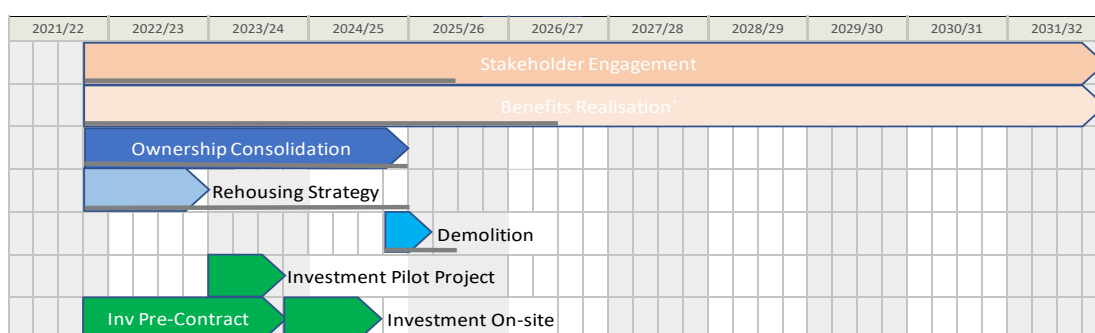 2021/22 2022/23 2023/24 2024/25 2025/26 2026/27 2027/28 2028/29 2029/30 2030/31 2031/32
Stakeholder Engagement
Benefits Realisation`
Ownership Consolidation
Rehousing Strategy
Demolition
Investment Pilot Project
Inv Pre-Contract Investment On-site